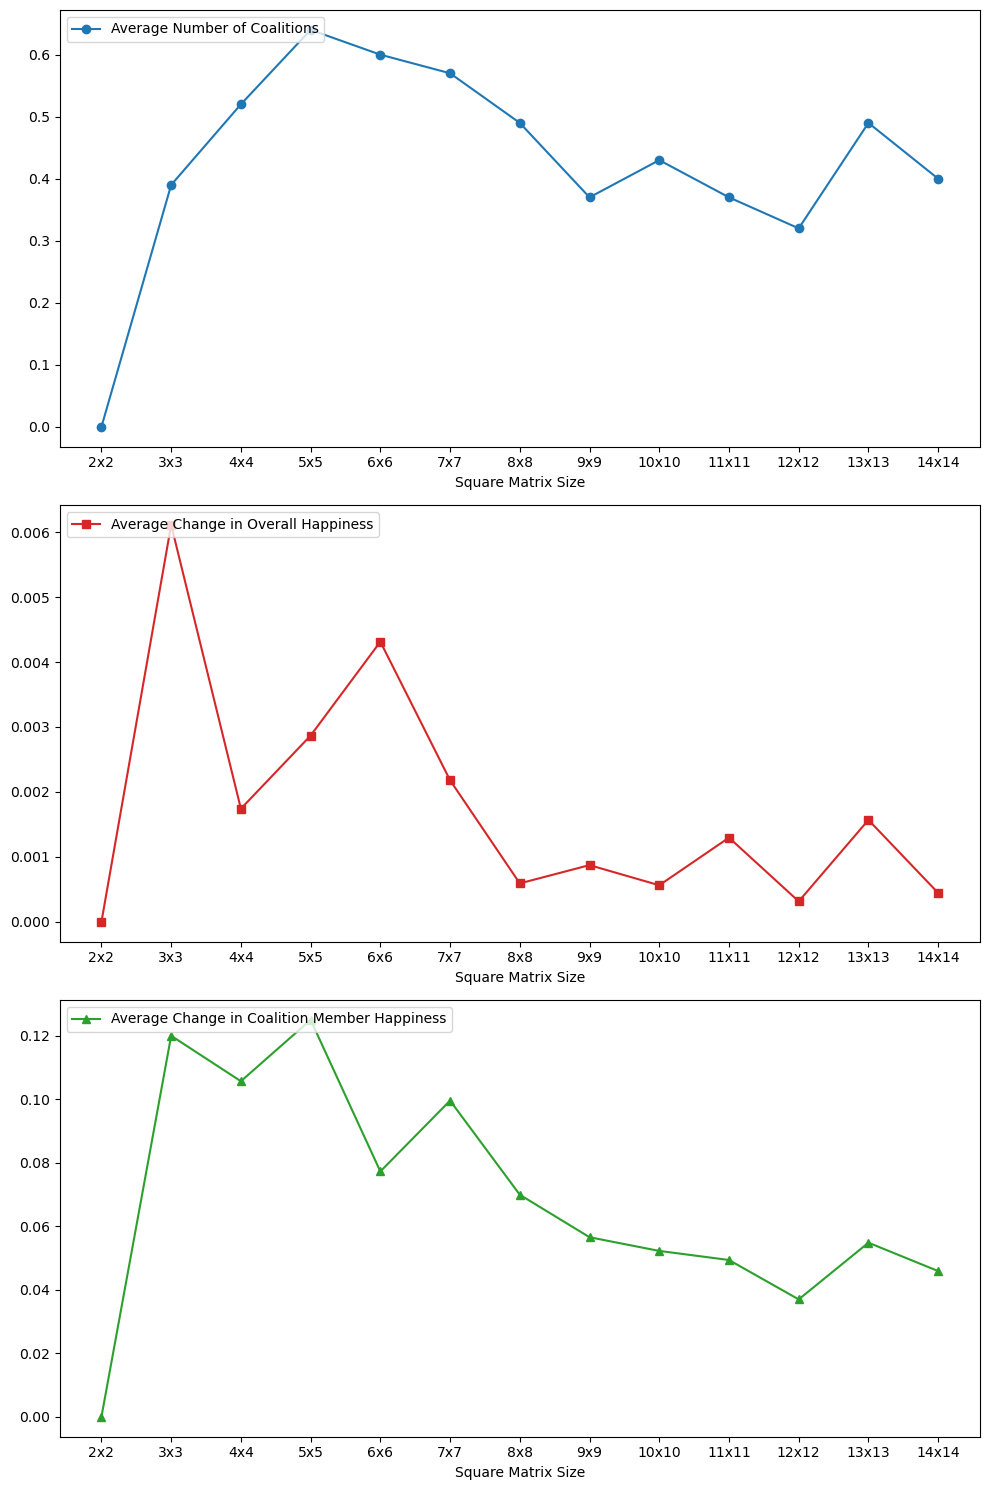 Average Number of Coalitions
0.6
0.5
0.4
0.3
0.2
0.1
0.0
2x2 3x3 4x4 5x5 6x6 7x7 8x8 9x9 10x10 11x11 12x12 13x13 14x14
Square Matrix Size
Average Change in Overall Happiness
0.006
0.005
0.004
0.003
0.002
0.001
0.000
2x2 3x3 4x4 5x5 6x6 7x7 8x8 9x9 10x10 11x11 12x12 13x13 14x14
Square Matrix Size
Average Change in Coalition Member Happiness
0.12
0.10
0.08
0.06
0.04
0.02
0.00
2x2 3x3 4x4 5x5 6x6 7x7 8x8 9x9 10x10 11x11 12x12 13x13 14x14
Square Matrix Size